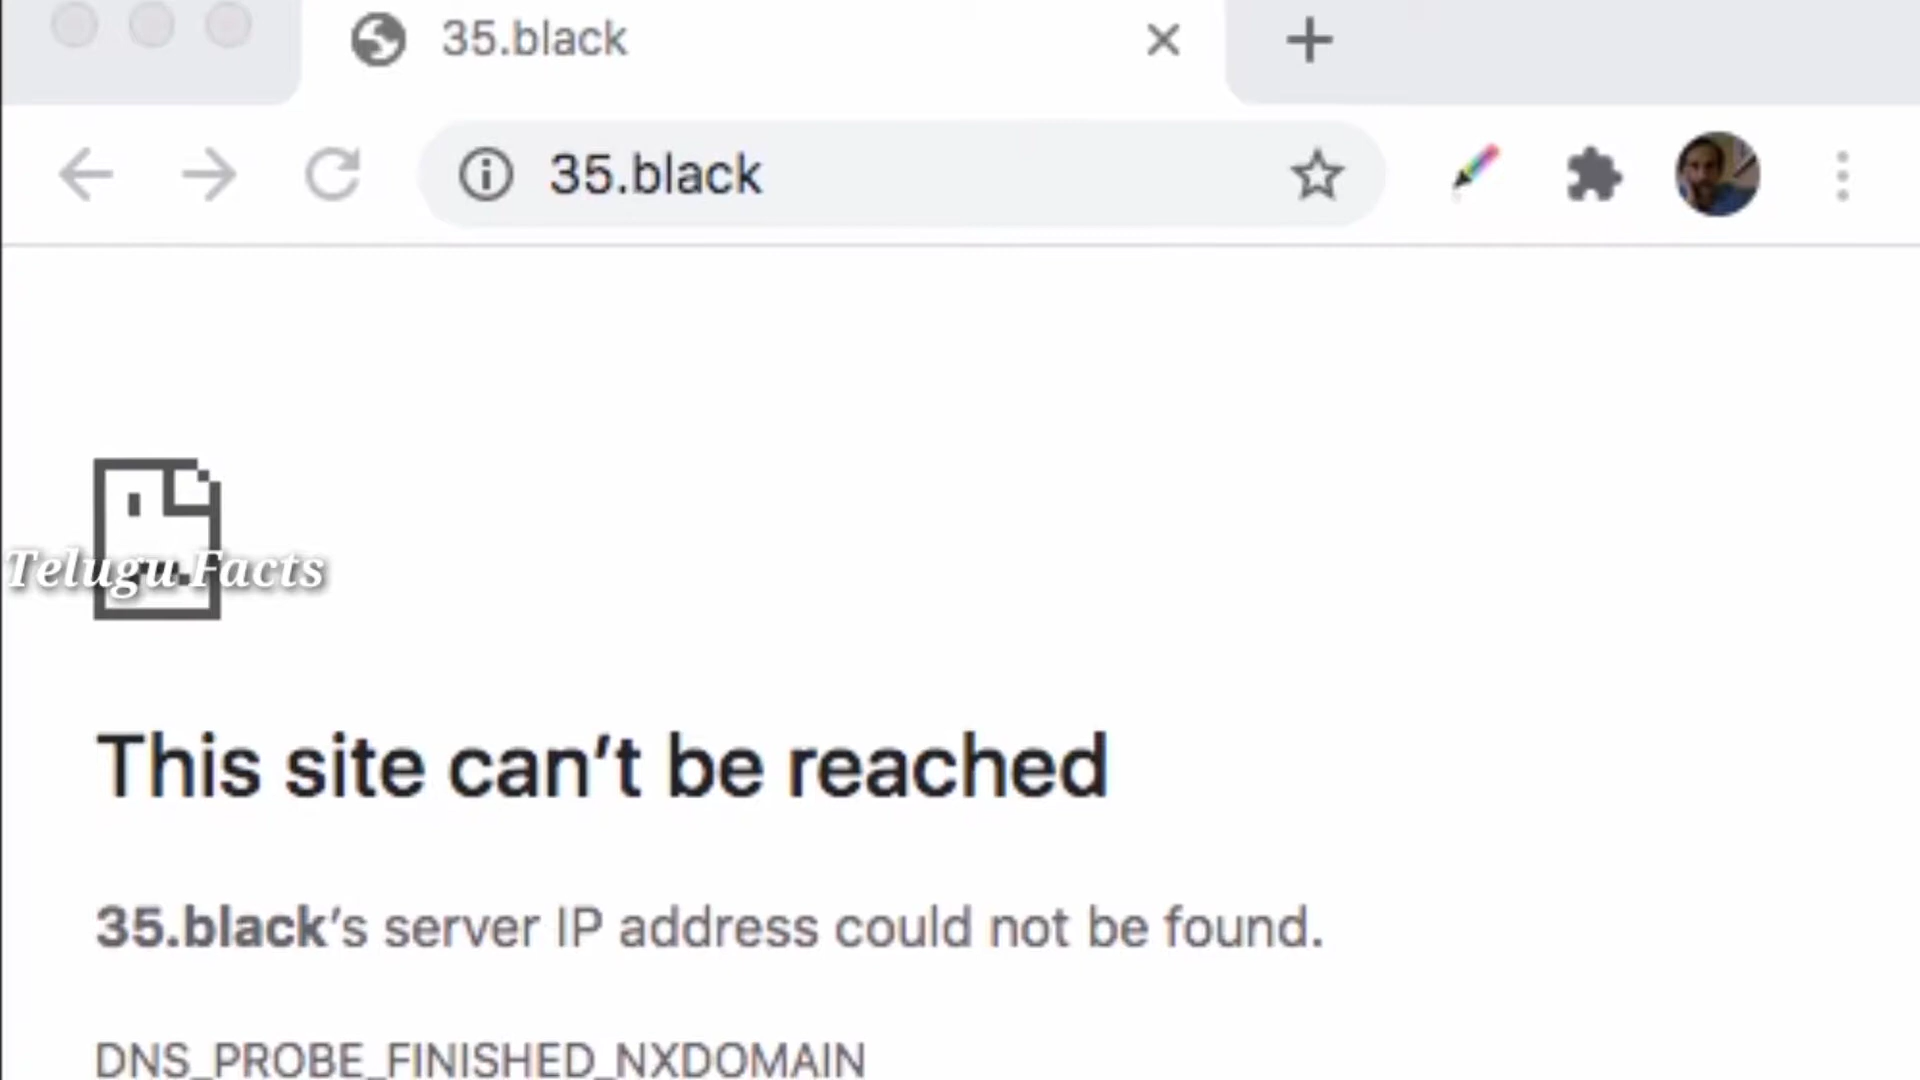 35.black
35.black
Telugu Facts
This site can't be reached
35.black's server IP address could not be found.
DNS_PROBE_FINISHED_NXDOMAIN